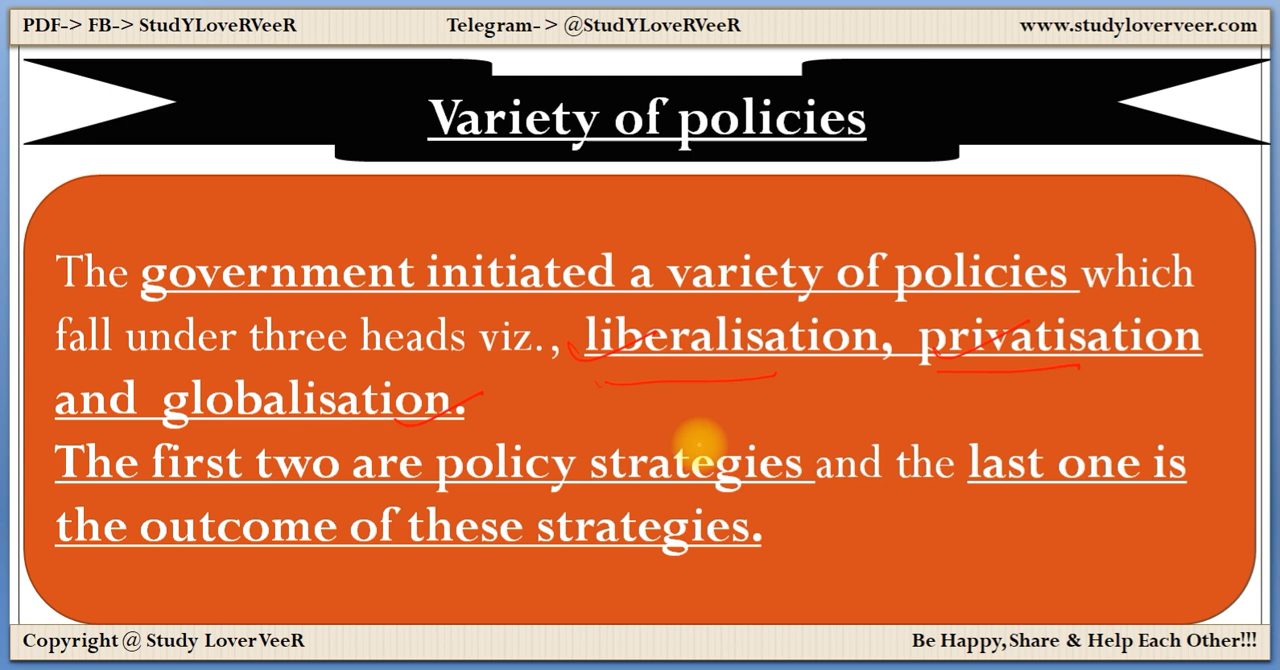 PDF-> FB-> StudYLoveRVeeR Telegram- > @StudYLoveRVeeR www.studyloverveer.com
Variety of policies
The government initiated a variety of policies which
fall under three heads viz., liberalisation, privatisation
and globalisation.
The first two are policy strategies and the last one is
the outcome of these strategies.
Copyright @ Study LoverVeeR Be Happy,Share & Help Each Other!!!